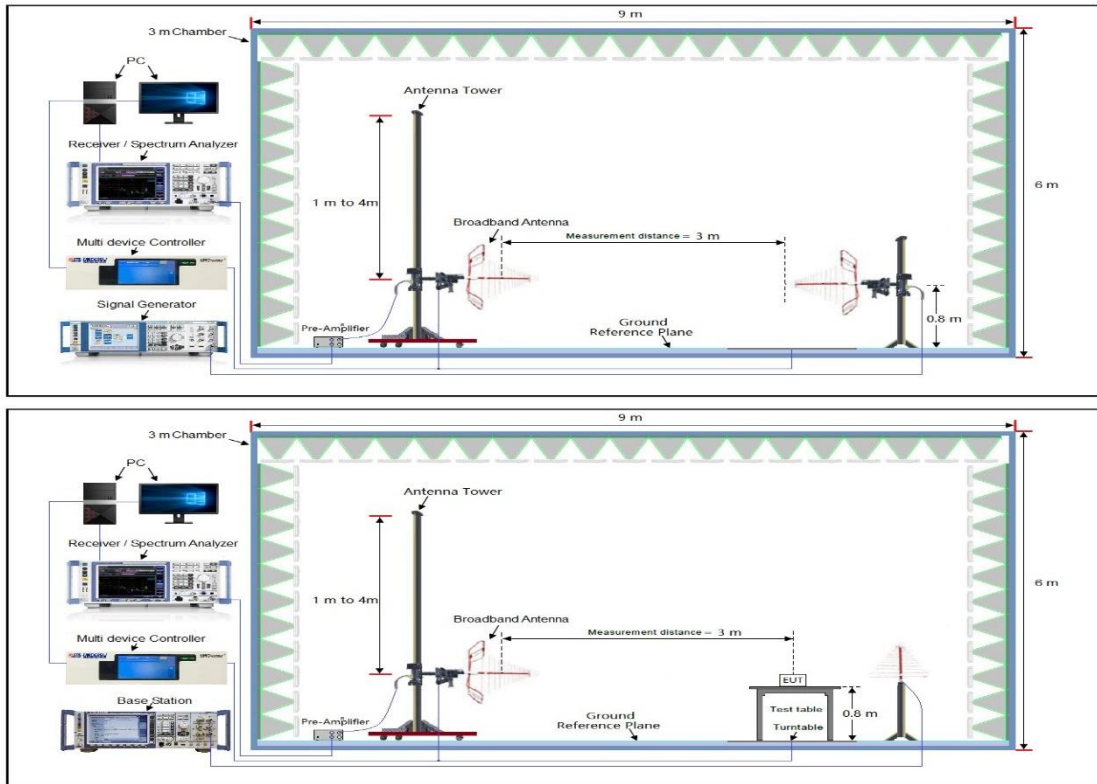 9 m
3 m Chamber
PC
Antenna Tower
Receiver / Spectrum Analyzer
6 m
1 m to 4m
Broadband Antenna
Measurement distance = 3 m
Multi device Controller
Signal Generator
Pre-Amplifier
Ground
Reference Plane
0.8 m
9 m
3 m Chamber
PC
Antenna Tower
Receiver / Spectrum Analyzer
6 m
1 m to 4m
Broadband Antenna
Measurement distance = 3 m
Multi device Controller
EUT
Base Station
Test table
0.8 m
Pre-Amplifier
Ground
Reference Plane
Turntable